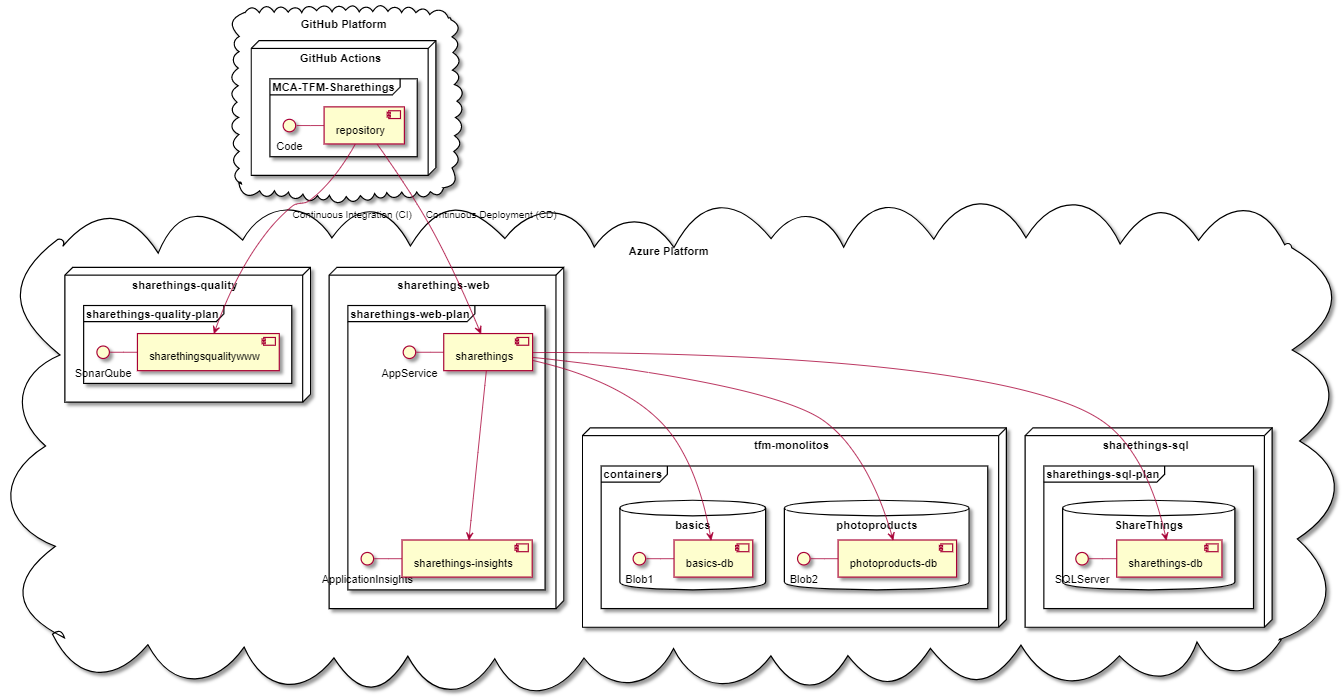 GitHub Platform
GitHub Actions
MCA-TFM-Sharethings
repository
Code
Continuous Integration (CI)
Continuous Deployment (CD)
Azure Platform
sharethings-quality
sharethings-quality-plan
sharethingsqualitywww
SonarQube
sharethings-web
sharethings-web-plan
sharethings
AppService
sharethings-insights
ApplicationInsights
tfm-monolitos
containers
basics
basics-db
Blob1
photoproducts
photoproducts-db
Blob2
sharethings-sql
sharethings-sql-plan
ShareThings
sharethings-db
SQLServer